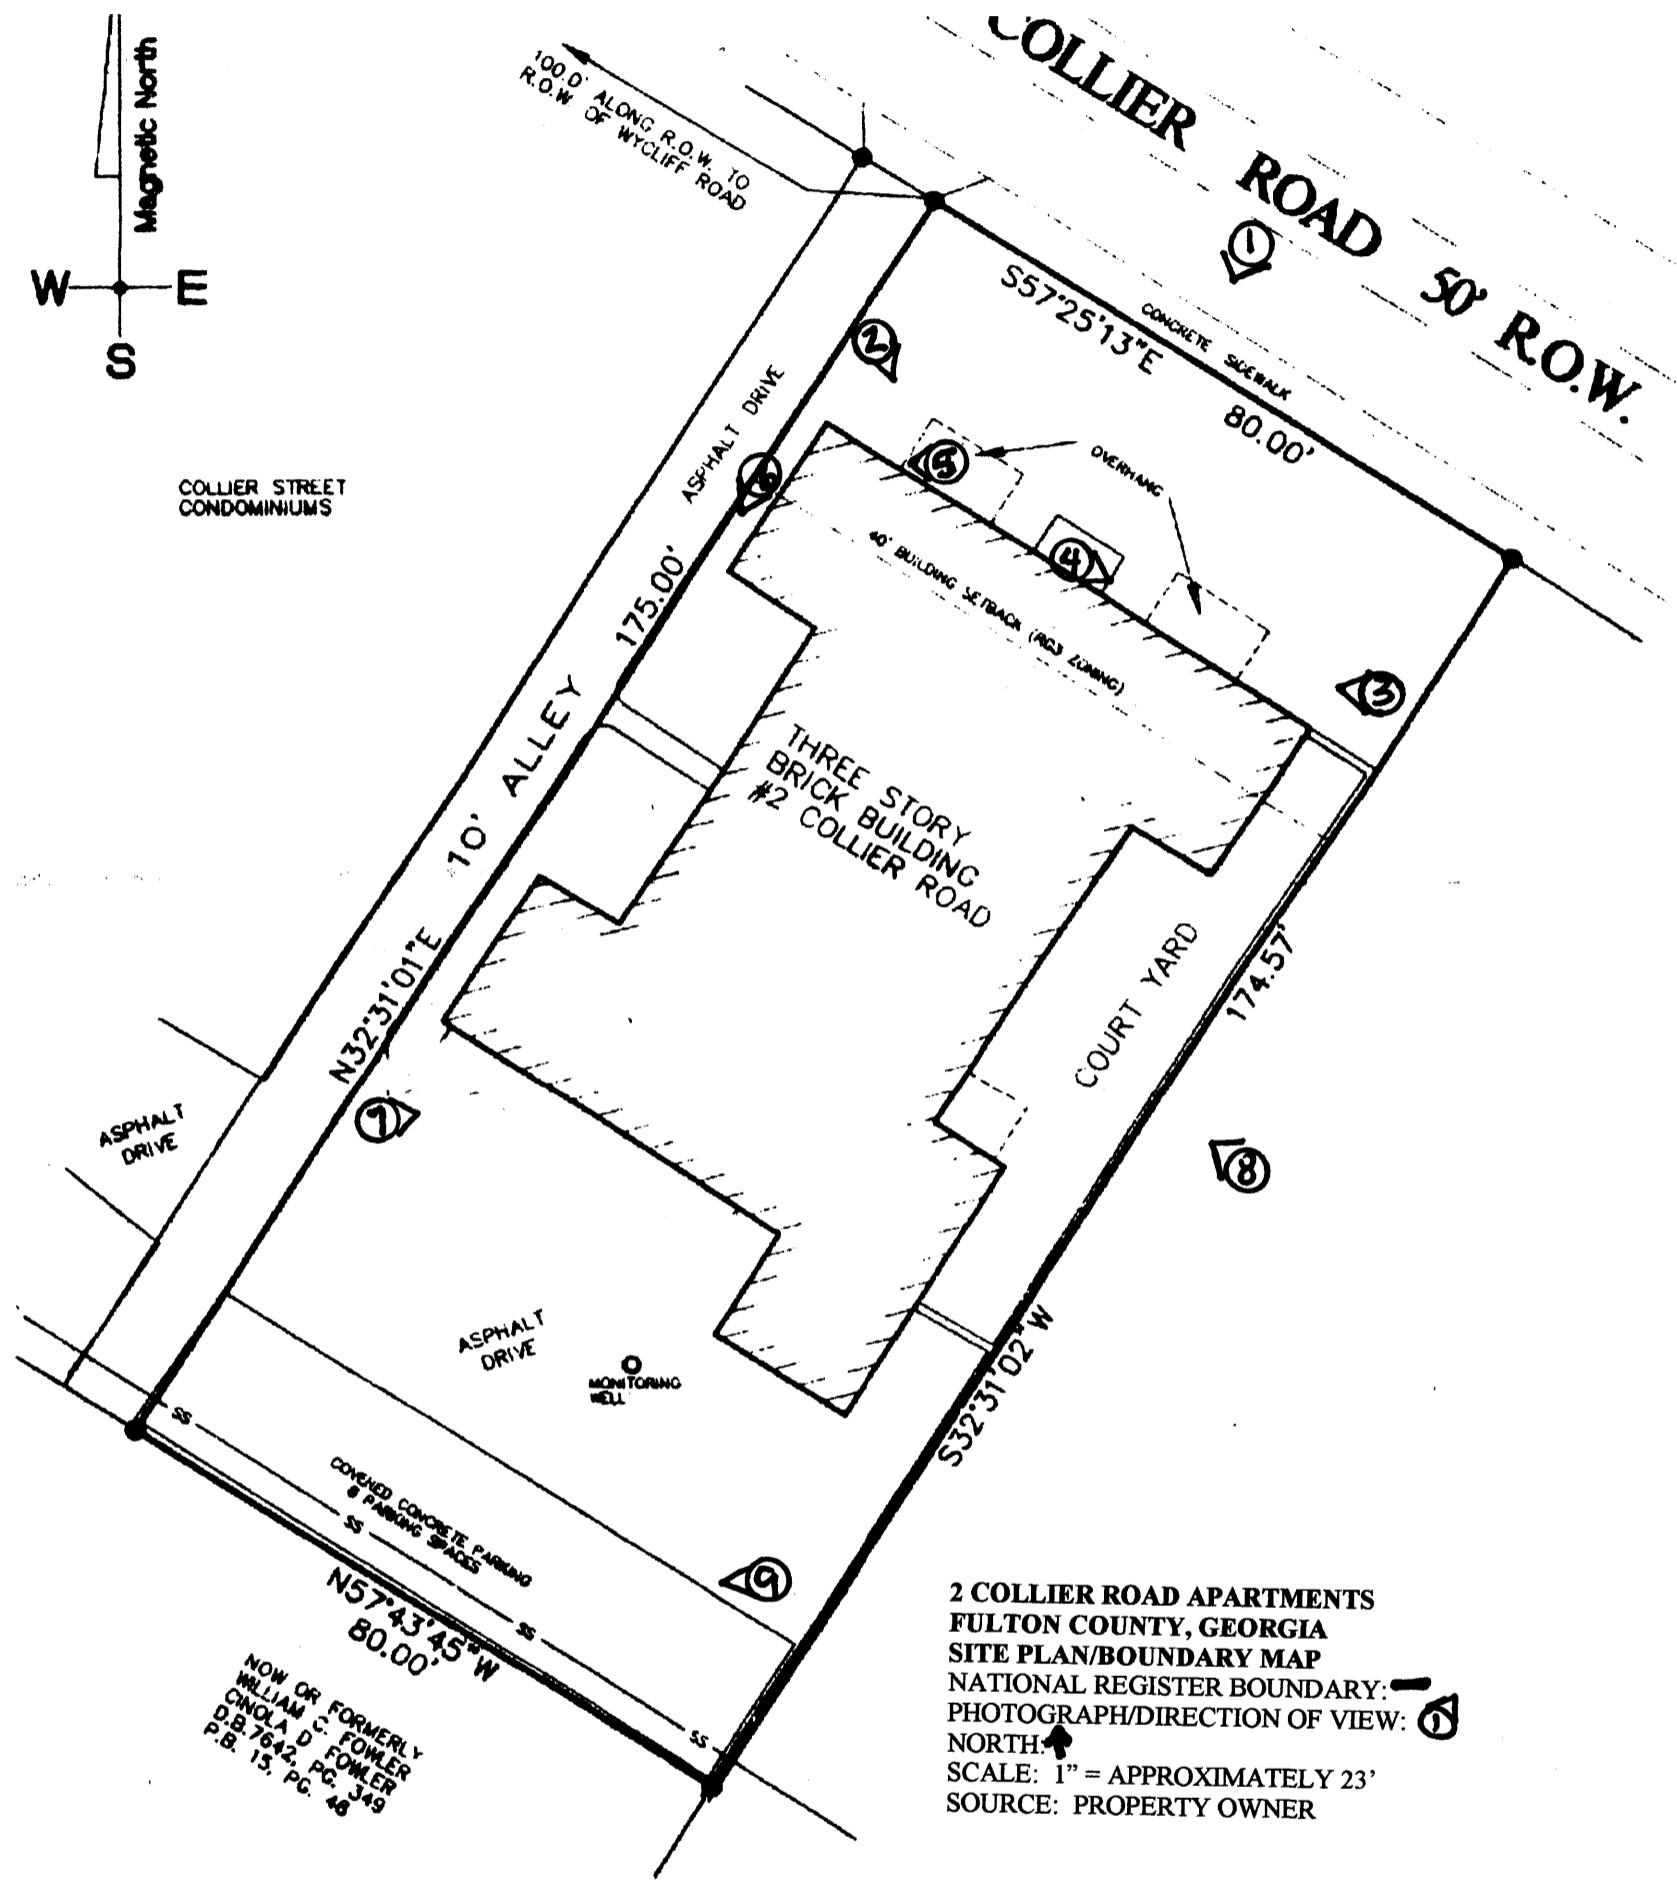 COLLIER ROAD 50' R.O.W.
Magnetic North
W
E
S
100.0' ALONG R.O.W. TO
R.O.W. OF WYCLIFF ROAD
1
S57°25'13"E
CONCRETE SIDEWALK
80.00'
2
ASPHALT DRIVE
COLLIER STREET
CONDOMINIUMS
5
OVERHANG
6
4
40' BUILDING SETBACK (RG3 ZONING)
3
175.00'
10' ALLEY
N32°31'01"E
THREE STORY
BRICK BUILDING
#2 COLLIER ROAD
COURT YARD
174.57'
S32°31'02"W
ASPHALT
DRIVE
7
8
ASPHALT
DRIVE
MONITORING
WELL
SS
COVERED CONCRETE PARKING
8 PARKING SPACES
SS
SS
SS
9
N57°43'45"W
80.00'
NOW OR FORMERLY
WILLIAM C. FOWLER
CINOLA D FOWLER
D.B.7642, PG. 349
P.B. 15, PG. 48
2 COLLIER ROAD APARTMENTS
FULTON COUNTY, GEORGIA
SITE PLAN/BOUNDARY MAP
NATIONAL REGISTER BOUNDARY:
PHOTOGRAPH/DIRECTION OF VIEW: 1
NORTH:
SCALE: 1" = APPROXIMATELY 23'
SOURCE: PROPERTY OWNER